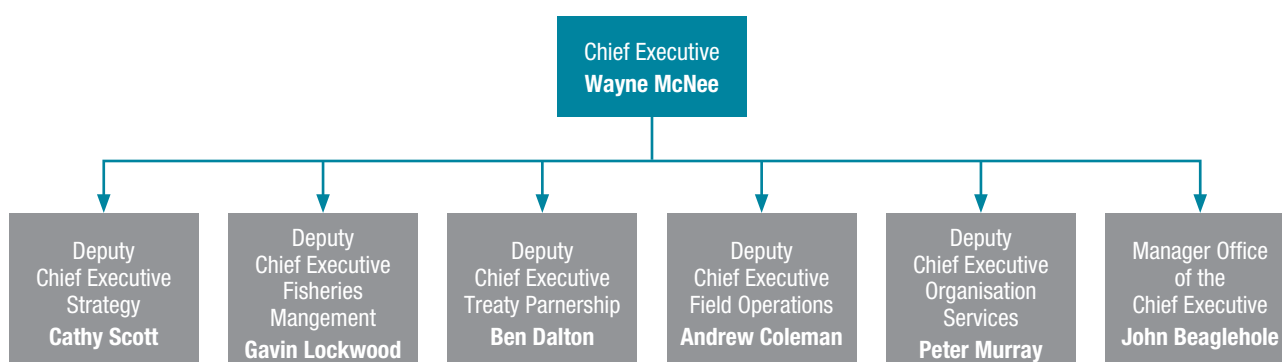 Chief Executive
Wayne McNee
Deputy
Chief Executive
Strategy
Cathy Scott
Deputy
Chief Executive
Fisheries
Mangement
Gavin Lockwood
Deputy
Chief Executive
Treaty Parnership
Ben Dalton
Deputy
Chief Executive
Field Operations
Andrew Coleman
Deputy
Chief Executive
Organisation
Services
Peter Murray
Manager Office
of the
Chief Executive
John Beaglehole